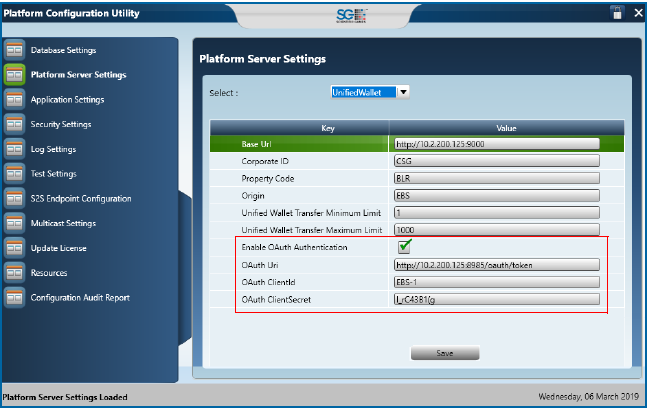 Platform Configuration Utility
SG
Database Settings
Platform Server Settings
Application Settings
Security Settings
Log Settings
Test Settings
S2S Endpoint Configuration
Multicast Settings
Update License
Resources
Configuration Audit Report
Platform Server Settings
Select : UnifiedWallet
Key Value
Base Url http://10.2.200.125:9000
Corporate ID CSG
Property Code BLR
Origin EBS
Unified Wallet Transfer Minimum Limit 1
Unified Wallet Transfer Maximum Limit 1000
Enable OAuth Authentication
OAuth Uri http://10.2.200.125:8985/oauth/token
OAuth ClientId EBS-1
OAuth ClientSecret
Save
Platform Server Settings Loaded
Wednesday, 06 March 2019